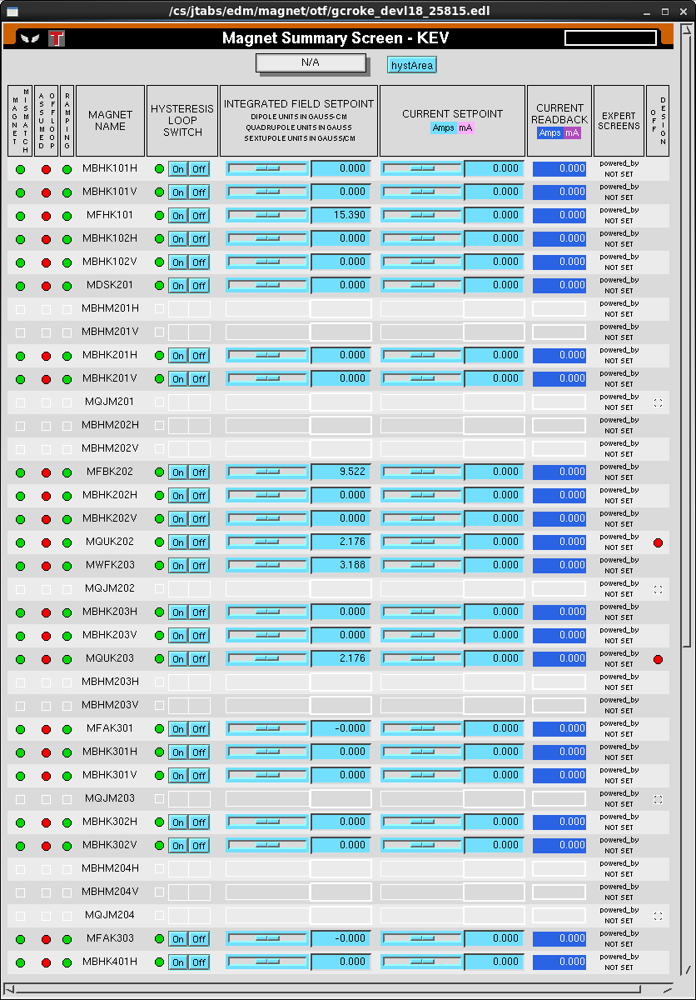 /cs/jtabs/edm/magnet/otf/gcroke_devl18_25815.edl
T Magnet Summary Screen - KEV
N/A hystArea
MAGNET MISMATCH
ASSUMED OFFLOOP
RAMPING
MAGNET
NAME
HYSTERESIS
LOOP
SWITCH
INTEGRATED FIELD SETPOINT
DIPOLE UNITS IN GAUSS-CM
QUADRUPOLE UNITS IN GAUSS
SEXTUPOLE UNITS IN GAUSS/CM
CURRENT SETPOINT
Amps mA
CURRENT
READBACK
Amps mA
EXPERT
SCREENS
OFF DESIGN
MBHK101H On Off 0.000 0.000 0.000 powered_by
NOT SET
MBHK101V On Off 0.000 0.000 0.000 powered_by
NOT SET
MFHK101 On Off 15.390 0.000 0.000 powered_by
NOT SET
MBHK102H On Off 0.000 0.000 0.000 powered_by
NOT SET
MBHK102V On Off 0.000 0.000 0.000 powered_by
NOT SET
MDSK201 On Off 0.000 0.000 0.000 powered_by
NOT SET
MBHM201H powered_by
NOT SET
MBHM201V powered_by
NOT SET
MBHK201H On Off 0.000 0.000 0.000 powered_by
NOT SET
MBHK201V On Off 0.000 0.000 0.000 powered_by
NOT SET
MQJM201 powered_by
NOT SET
MBHM202H powered_by
NOT SET
MBHM202V powered_by
NOT SET
MFBK202 On Off 9.522 0.000 0.000 powered_by
NOT SET
MBHK202H On Off 0.000 0.000 0.000 powered_by
NOT SET
MBHK202V On Off 0.000 0.000 0.000 powered_by
NOT SET
MQUK202 On Off 2.176 0.000 0.000 powered_by
NOT SET
MWFK203 On Off 3.188 0.000 0.000 powered_by
NOT SET
MQJM202 powered_by
NOT SET
MBHK203H On Off 0.000 0.000 0.000 powered_by
NOT SET
MBHK203V On Off 0.000 0.000 0.000 powered_by
NOT SET
MQUK203 On Off 2.176 0.000 0.000 powered_by
NOT SET
MBHM203H powered_by
NOT SET
MBHM203V powered_by
NOT SET
MFAK301 On Off -0.000 0.000 0.000 powered_by
NOT SET
MBHK301H On Off 0.000 0.000 0.000 powered_by
NOT SET
MBHK301V On Off 0.000 0.000 0.000 powered_by
NOT SET
MQJM203 powered_by
NOT SET
MBHK302H On Off 0.000 0.000 0.000 powered_by
NOT SET
MBHK302V On Off 0.000 0.000 0.000 powered_by
NOT SET
MBHM204H powered_by
NOT SET
MBHM204V powered_by
NOT SET
MQJM204 powered_by
NOT SET
MFAK303 On Off -0.000 0.000 0.000 powered_by
NOT SET
MBHK401H On Off 0.000 0.000 0.000 powered_by
NOT SET